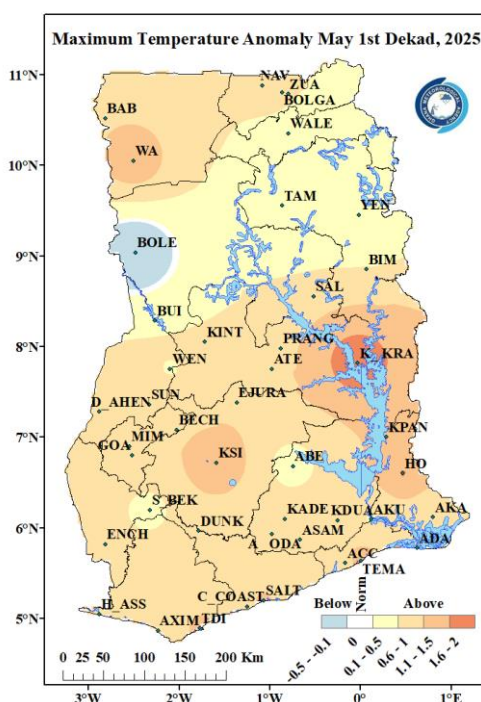 Maximum Temperature Anomaly May 1st Dekad, 2025
11°N
NAV
ZUA
BOLGA
BAB
WALE
WA
10°N
TAM
YEN
BOLE
9°N
BIM
SAL
BUI
8°N
KINT
PRANG
K_KRA
WEN
ATE
SUN
EJURA
D_AHEN
BECH
7°N
KPAN
GOA
MIM
KSI
ABE
HO
S_BEK
6°N
DUNK
KADE
KDUA
AKU
AKA
ENCH
A_ODA
ASAM
ADA
ACC
TEMA
C_COAST
SALT
H_ASS
5°N
AXIM
TDI
Below
Norm
Above
-0.5 - -0.1
0
0.1 - 0.5
0.6 - 1
1.1 - 1.5
1.6 - 2
0 25 50 100 150 200 Km
3°W
2°W
1°W
0°
1°E